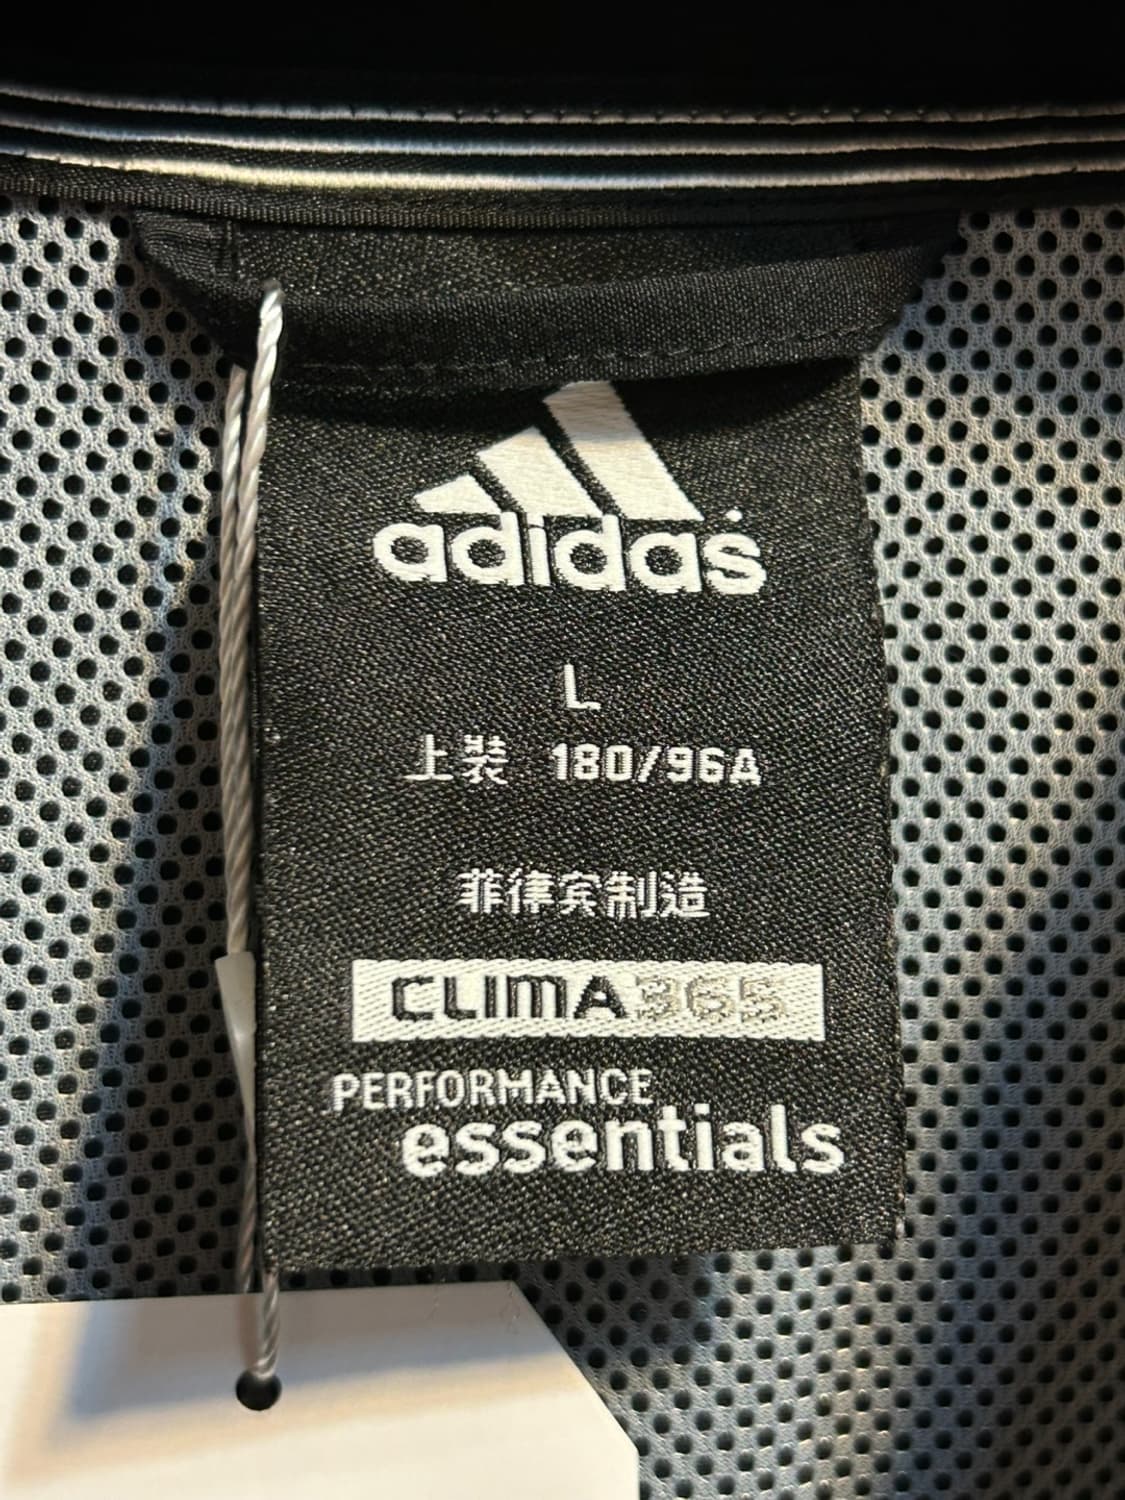 adidas
L
上装 180/96A
菲律宾制造
CLIMA365
PERFORMANCE
essentials